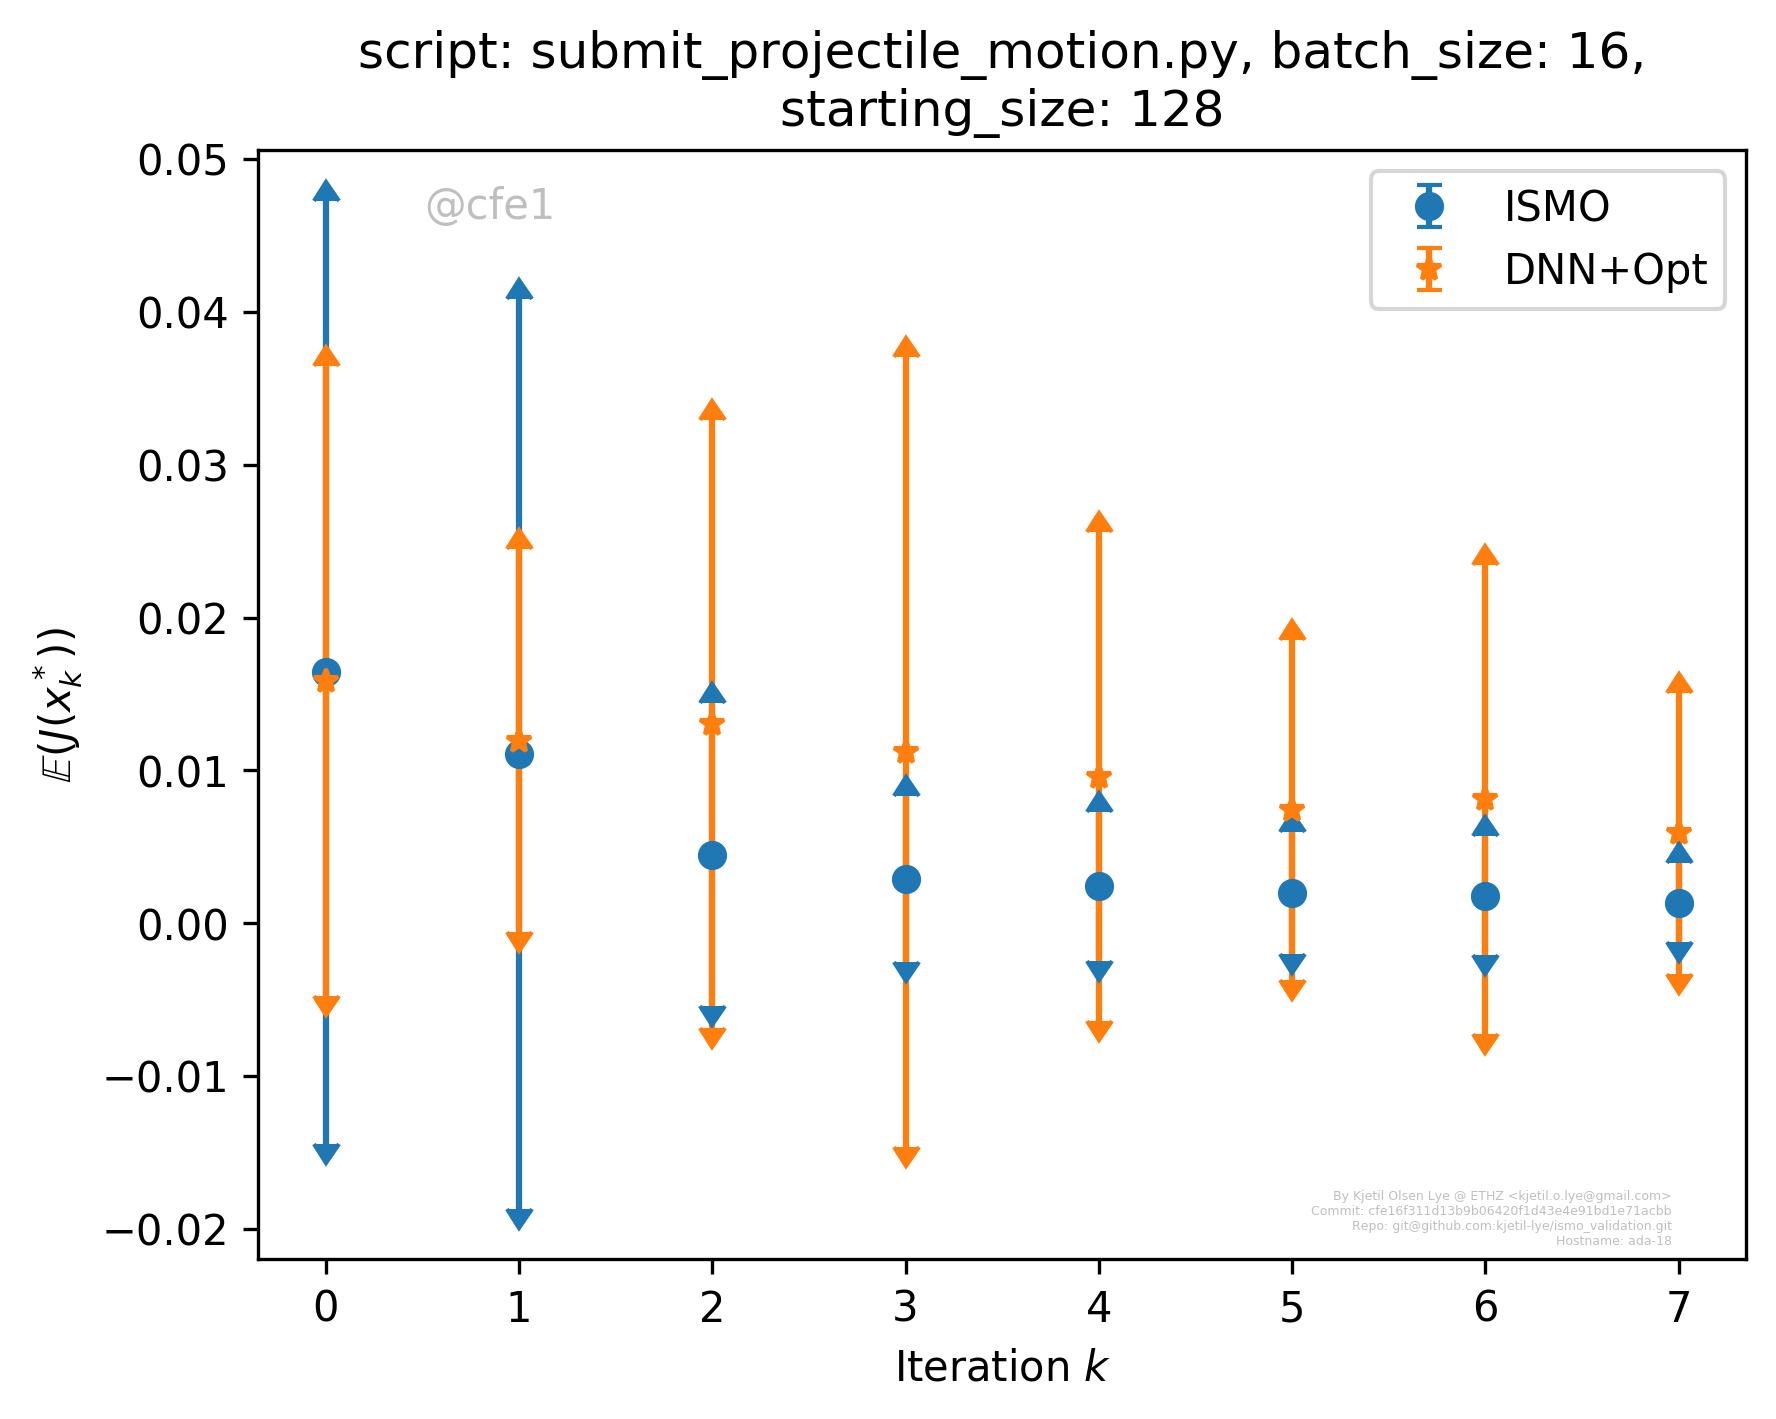 script: submit_projectile_motion.py, batch_size: 16,
starting_size: 128
0.05
0.04
0.03
0.02
0.01
0.00
−0.01
−0.02
𝔼(J(x*k))
@cfe1
ISMO
DNN+Opt
By Kjetil Olsen Lye @ ETHZ <kjetil.o.lye@gmail.com>
Commit: cfe16f311d13b9b06420f1d43e4e91bd1e71acbb
Repo: git@github.com:kjetil-lye/ismo_validation.git
Hostname: ada-18
0 1 2 3 4 5 6 7
Iteration k